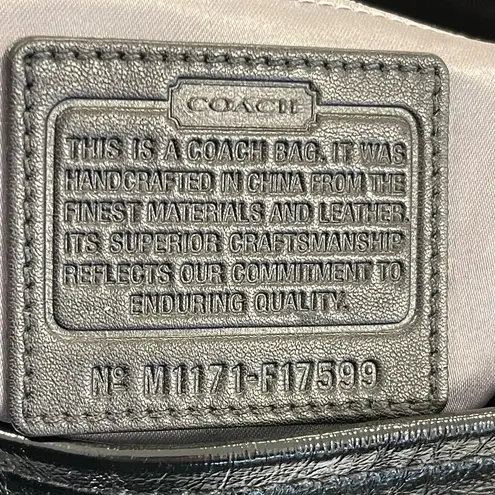 COACH
THIS IS A COACH BAG. IT WAS
HANDCRAFTED IN CHINA FROM THE
FINEST MATERIALS AND LEATHER.
ITS SUPERIOR CRAFTSMANSHIP
REFLECTS OUR COMMITMENT TO
ENDURING QUALITY.
Nº M1171-F17599